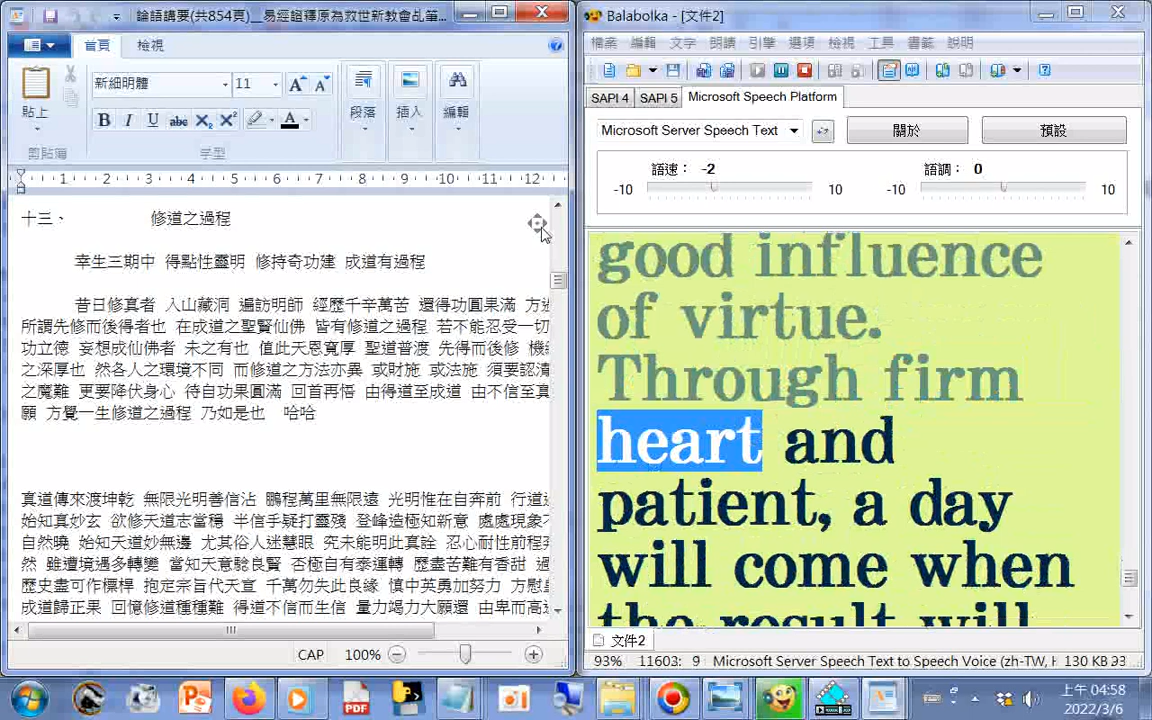 論語講要(共854頁)__易經證釋原為救世新教會乩筆...
首頁 檢視
貼上
剪貼簿
新細明體 11
B I U abc X₂ X²
字型
段落
插入
編輯
1 2 3 4 5 6 7 8 9 10 11 12
十三、 修道之過程
幸生三期中 得點性靈明 修持奇功建 成道有過程
昔日修真者 入山藏洞 遍訪明師 經歷千辛萬苦 還得功圓果滿 方
所謂先修而後得者也 在成道之聖賢仙佛 皆有修道之過程 若不能忍受一切
功立德 妄想成仙佛者 未之有也 值此天恩寬厚 聖道普渡 先得而後修 機
之深厚也 然各人之環境不同 而修道之方法亦異 或財施 或法施 須要認清
之魔難 更要降伏身心 待自功果圓滿 回首再悟 由得道至成道 由不信至真
願 方覺一生修道之過程 乃如是也 哈哈
真道傳來渡坤乾 無限光明善信沾 鵬程萬里無限遠 光明惟在自奔前 行道
始知真妙玄 欲修天道志當穩 半信乎疑打靈殘 登峰造極知新意 處處現象
自然曉 始知天道妙無邊 尤其俗人迷慧眼 究未能明此真詮 忍心耐性前程
然 雖遭境遇多轉變 當知天意驗良賢 否極自有泰運轉 歷盡苦難有香甜 過
歷史盡可作標桿 抱定宗旨代天宣 千萬勿失此良緣 慎中英勇加努力 方慰
成道歸正果 回憶修道種種難 得道不信而生信 量力竭力大願還 由卑而高
CAP 100%
Balabolka - [文件2]
檔案 編輯 文字 朗讀 引擎 選項 檢視 工具 書籤 說明
SAPI 4 SAPI 5 Microsoft Speech Platform
Microsoft Server Speech Text 關於 預設
語速： -2 語調： 0
-10 10 -10 10
good influence
of virtue.
Through firm
heart and
patient, a day
will come when
the result will
文件2
93% 11603: 9 Microsoft Server Speech Text to Speech Voice (zh-TW, H 130 KB
上午 04:58
2022/3/6